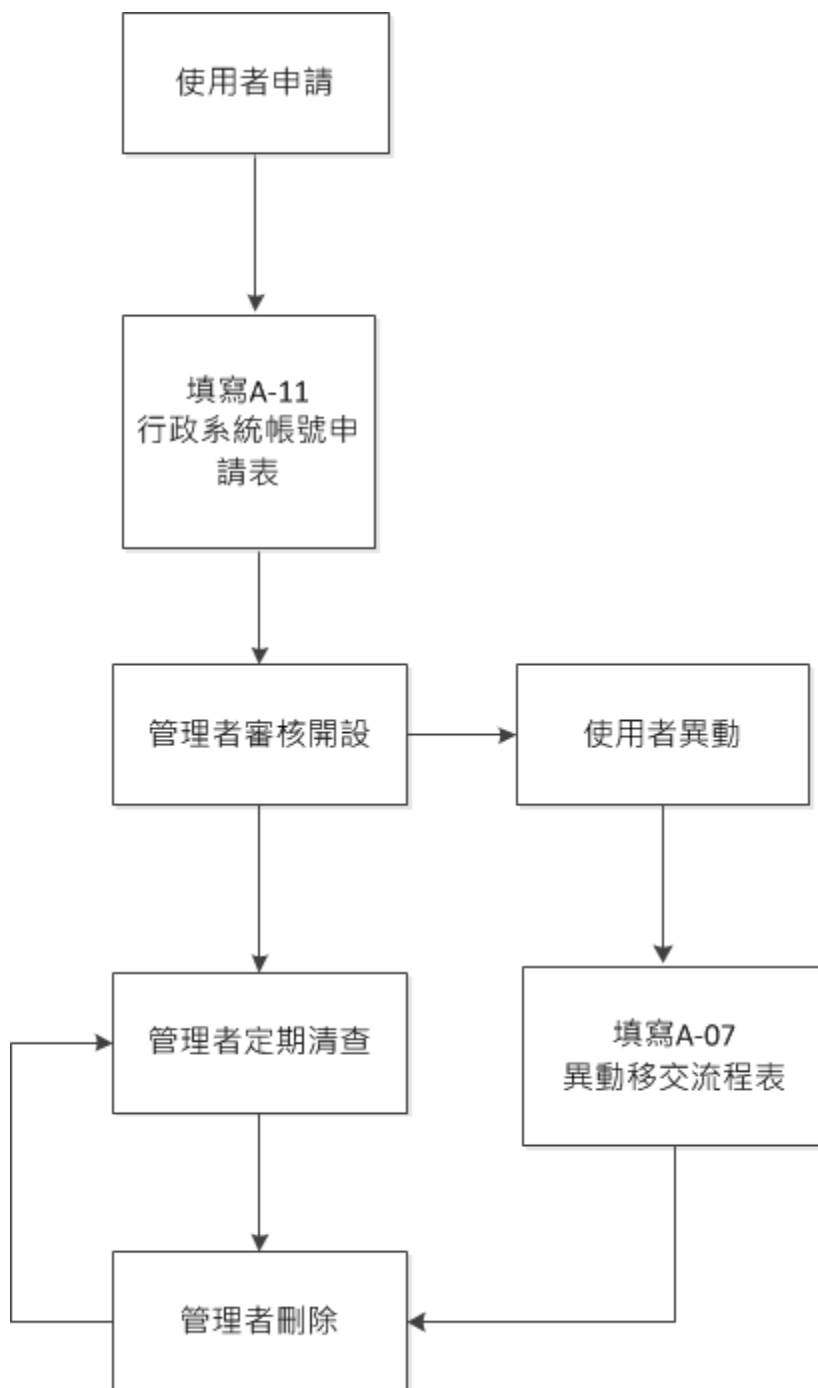 使用者申請
填寫A-11
行政系統帳號申
請表
管理者審核開設
使用者異動
管理者定期清查
填寫A-07
異動移交流程表
管理者刪除